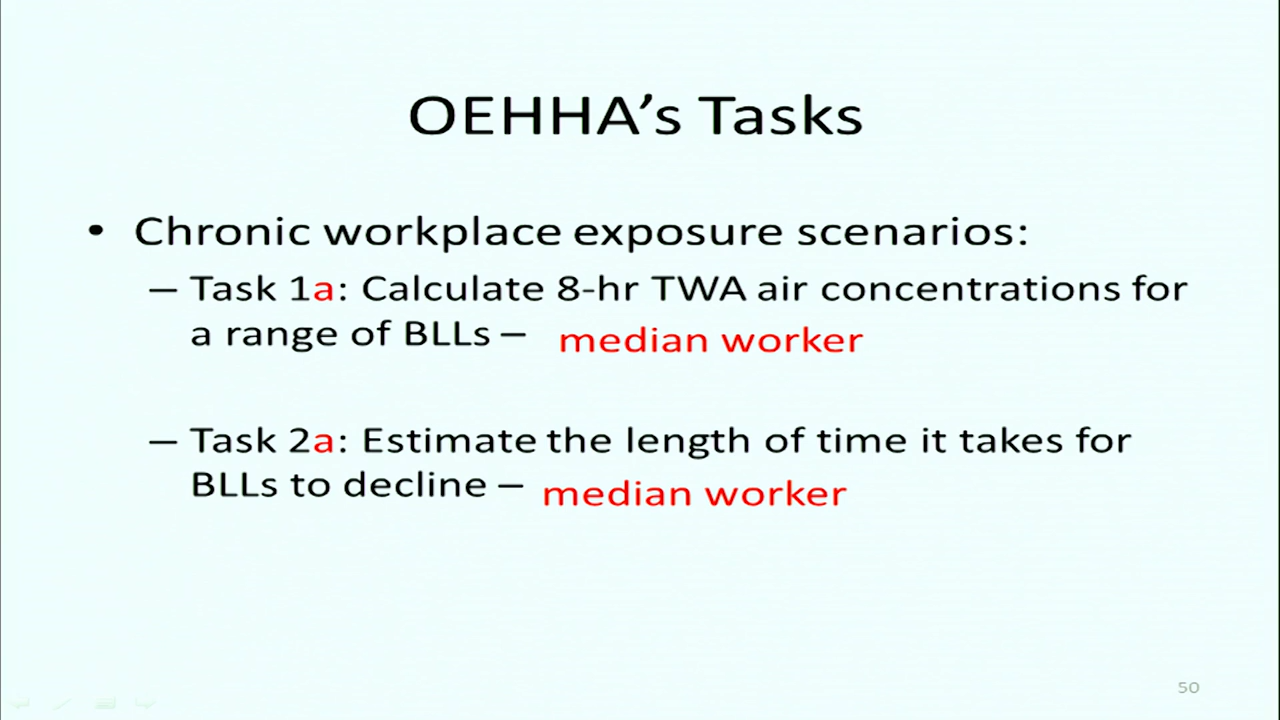 OEHHA’s Tasks
• Chronic workplace exposure scenarios:
– Task 1a: Calculate 8-hr TWA air concentrations for
a range of BLLs – median worker
– Task 2a: Estimate the length of time it takes for
BLLs to decline – median worker
50